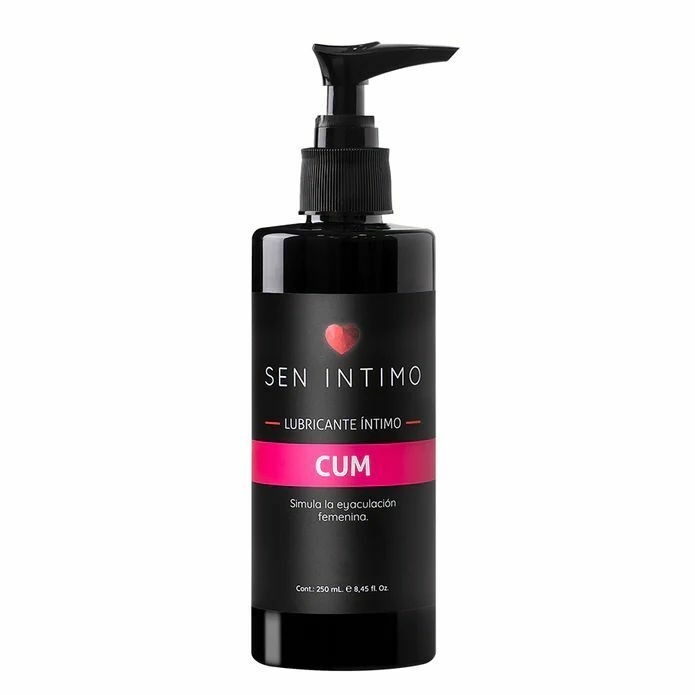 SEN INTIMO
LUBRICANTE ÍNTIMO
CUM
Simula la eyaculación
femenina.
Cont.: 250 mL. e 8,45 fl. Oz.